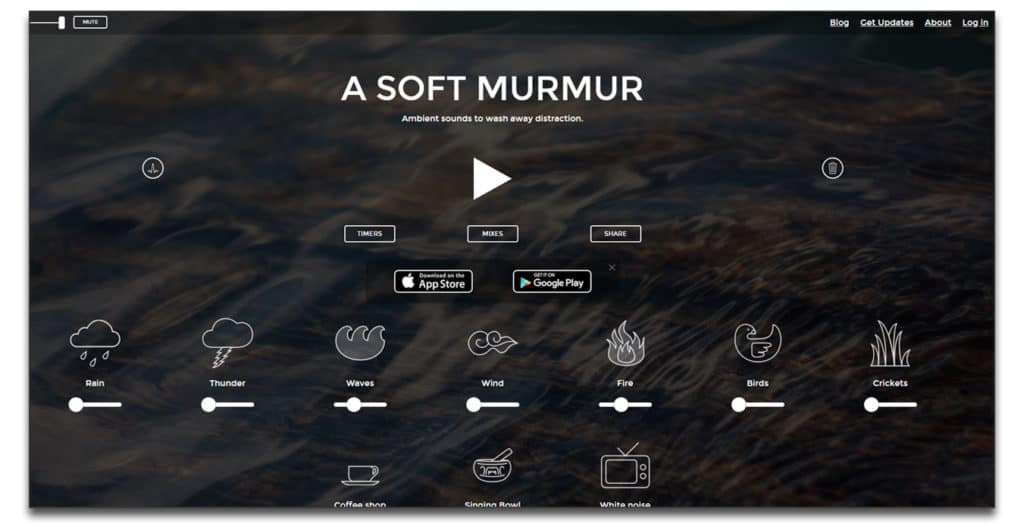 MUTE
Blog Get Updates About Log in
A SOFT MURMUR
Ambient sounds to wash away distraction.
TIMERS MIXES SHARE
Download on the
App Store
GET IT ON
Google Play
Rain Thunder Waves Wind Fire Birds Crickets
Coffee shop Singing Bowl White noise